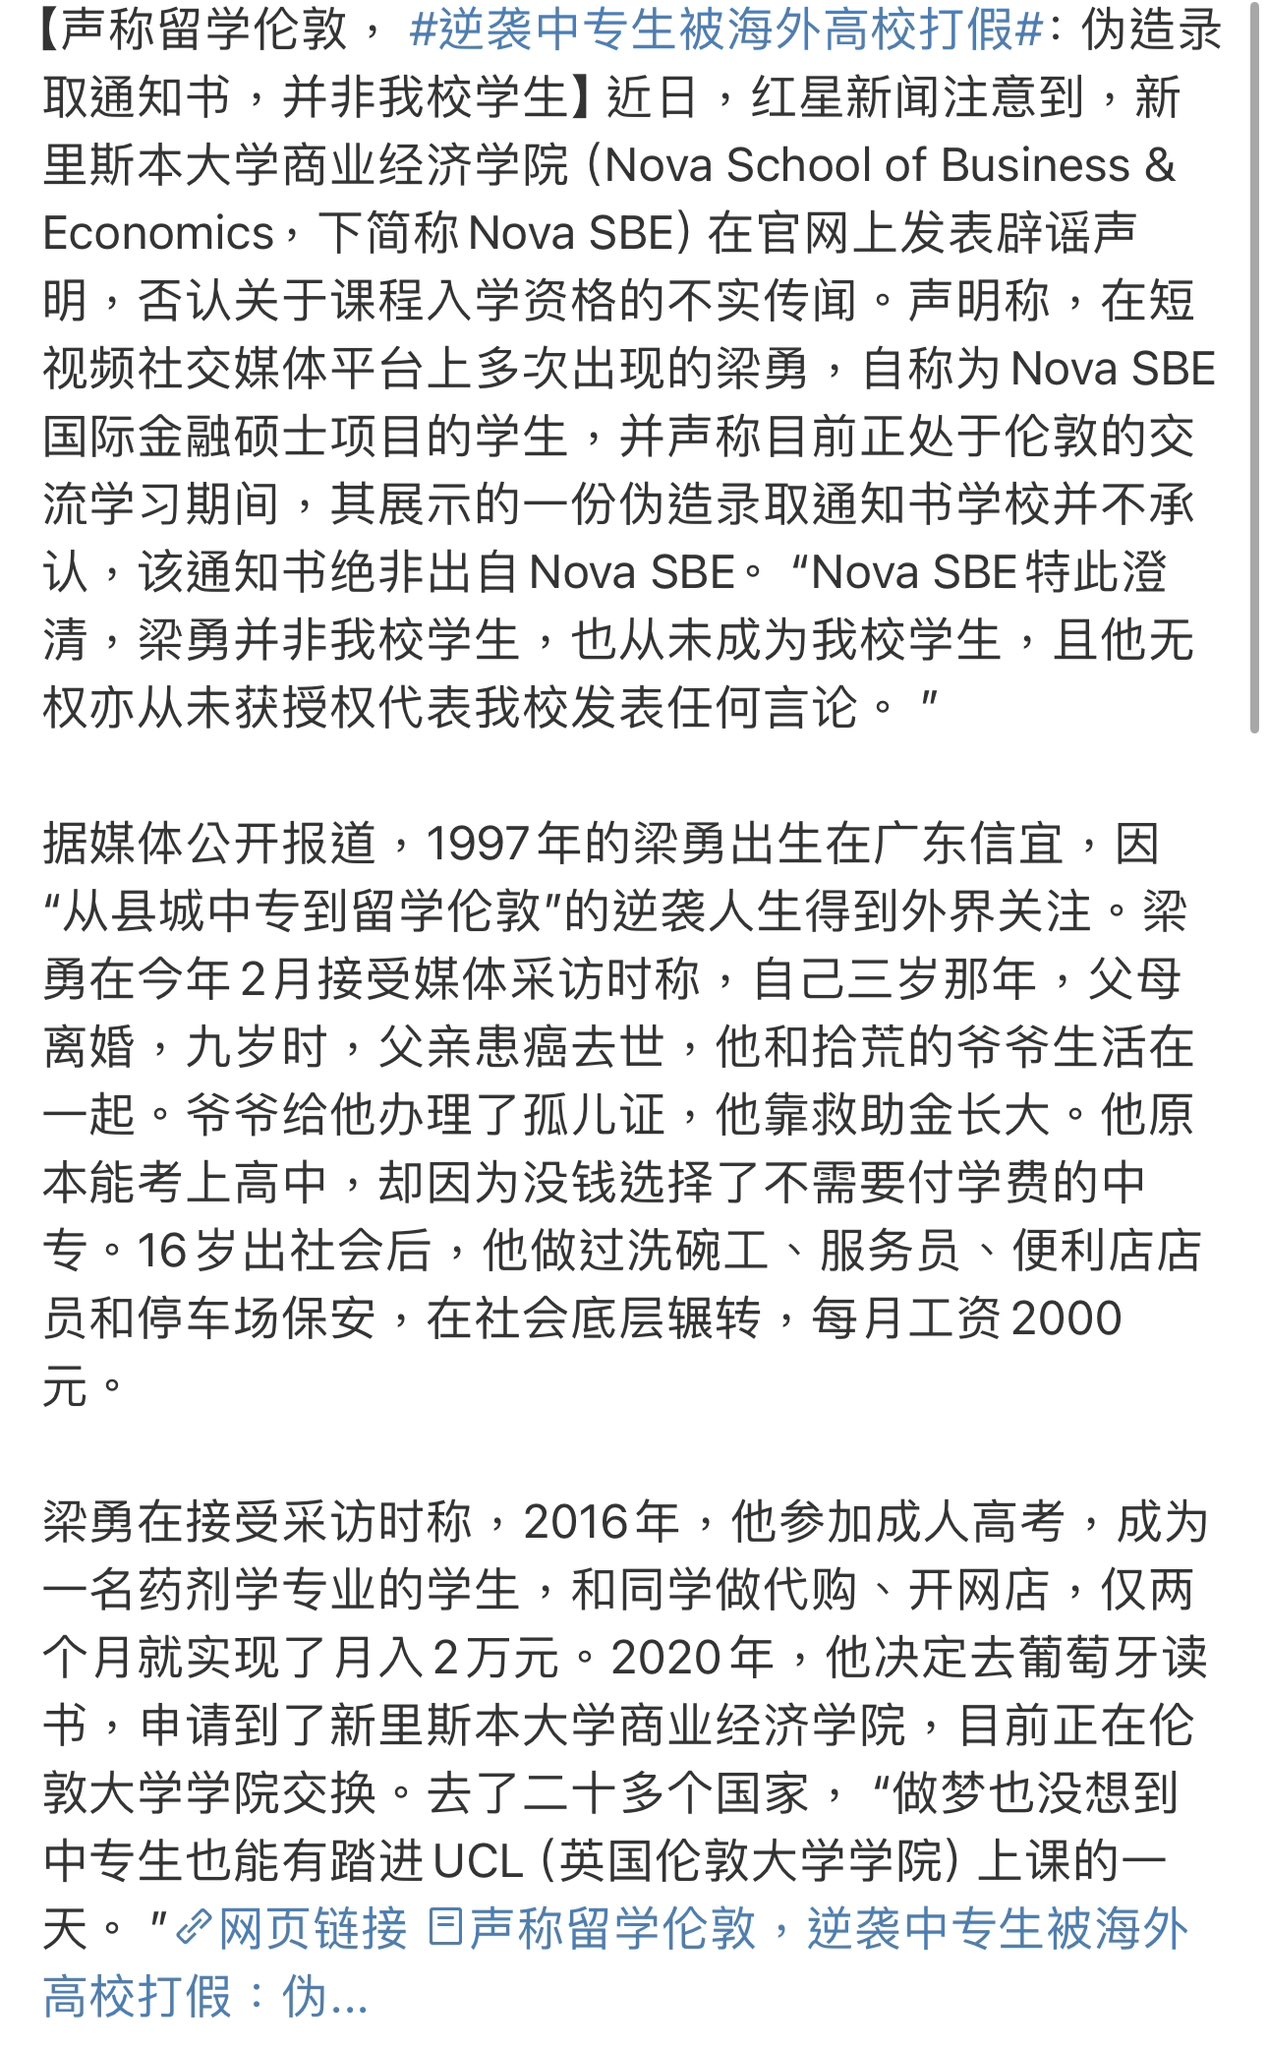 【声称留学伦敦， #逆袭中专生被海外高校打假#：伪造录
取通知书，并非我校学生】近日，红星新闻注意到，新
里斯本大学商业经济学院 (Nova School of Business &
Economics，下简称 Nova SBE) 在官网上发表辟谣声
明，否认关于课程入学资格的不实传闻。声明称，在短
视频社交媒体平台上多次出现的梁勇，自称为 Nova SBE
国际金融硕士项目的学生，并声称目前正处于伦敦的交
流学习期间，其展示的一份伪造录取通知书学校并不承
认，该通知书绝非出自 Nova SBE。“Nova SBE 特此澄
清，梁勇并非我校学生，也从未成为我校学生，且他无
权亦从未获授权代表我校发表任何言论。”
据媒体公开报道，1997年的梁勇出生在广东信宜，因
“从县城中专到留学伦敦”的逆袭人生得到外界关注。梁
勇在今年2月接受媒体采访时称，自己三岁那年，父母
离婚，九岁时，父亲患癌去世，他和拾荒的爷爷生活在
一起。爷爷给他办理了孤儿证，他靠救助金长大。他原
本能考上高中，却因为没钱选择了不需要付学费的中
专。16岁出社会后，他做过洗碗工、服务员、便利店店
员和停车场保安，在社会底层辗转，每月工资2000
元。
梁勇在接受采访时称，2016年，他参加成人高考，成为
一名药剂学专业的学生，和同学做代购、开网店，仅两
个月就实现了月入2万元。2020年，他决定去葡萄牙读
书，申请到了新里斯本大学商业经济学院，目前正在伦
敦大学学院交换。去了二十多个国家，“做梦也没想到
中专生也能有踏进UCL (英国伦敦大学学院) 上课的一
天。”网页链接 声称留学伦敦，逆袭中专生被海外
高校打假：伪...